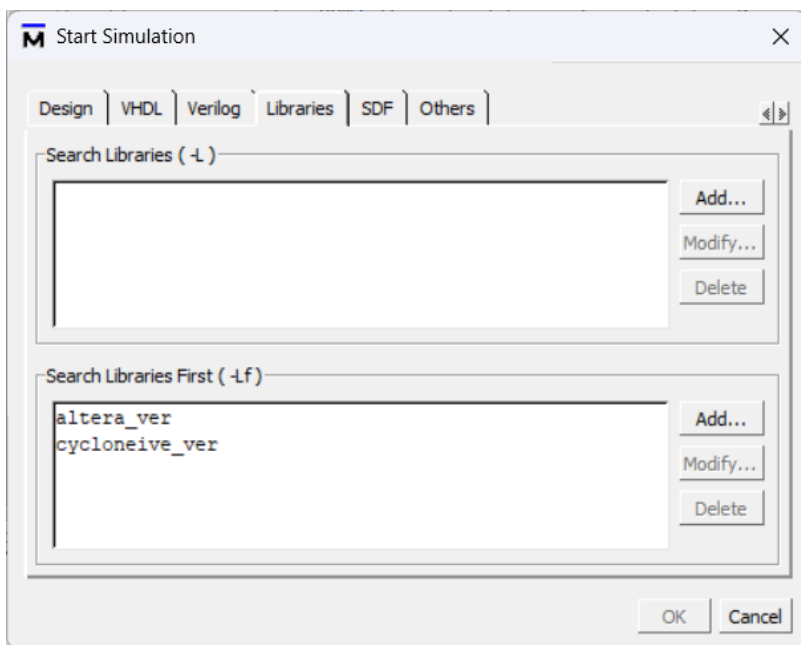 Start Simulation
Design VHDL Verilog Libraries SDF Others
Search Libraries ( -L )
Add...
Modify...
Delete
Search Libraries First ( -Lf )
altera_ver
cycloneive_ver
Add...
Modify...
Delete
OK Cancel